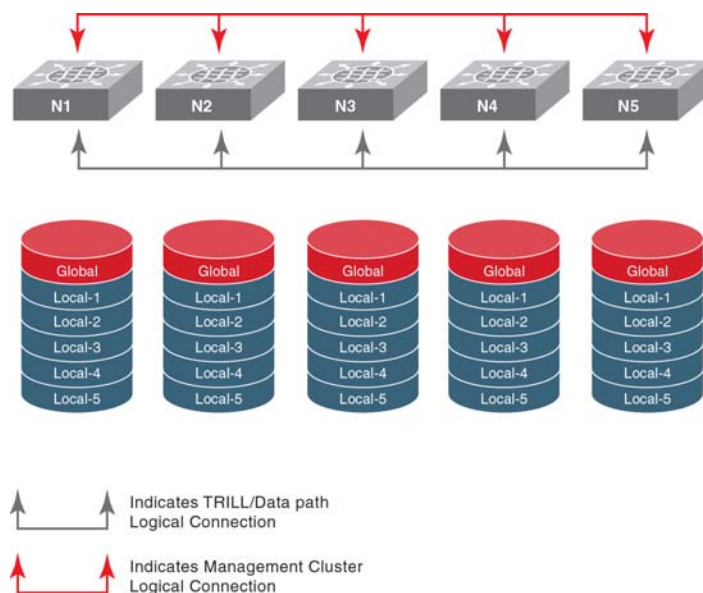 N1 N2 N3 N4 N5
Global Global Global Global Global
Local-1 Local-1 Local-1 Local-1 Local-1
Local-2 Local-2 Local-2 Local-2 Local-2
Local-3 Local-3 Local-3 Local-3 Local-3
Local-4 Local-4 Local-4 Local-4 Local-4
Local-5 Local-5 Local-5 Local-5 Local-5
Indicates TRILL/Data path
Logical Connection
Indicates Management Cluster
Logical Connection